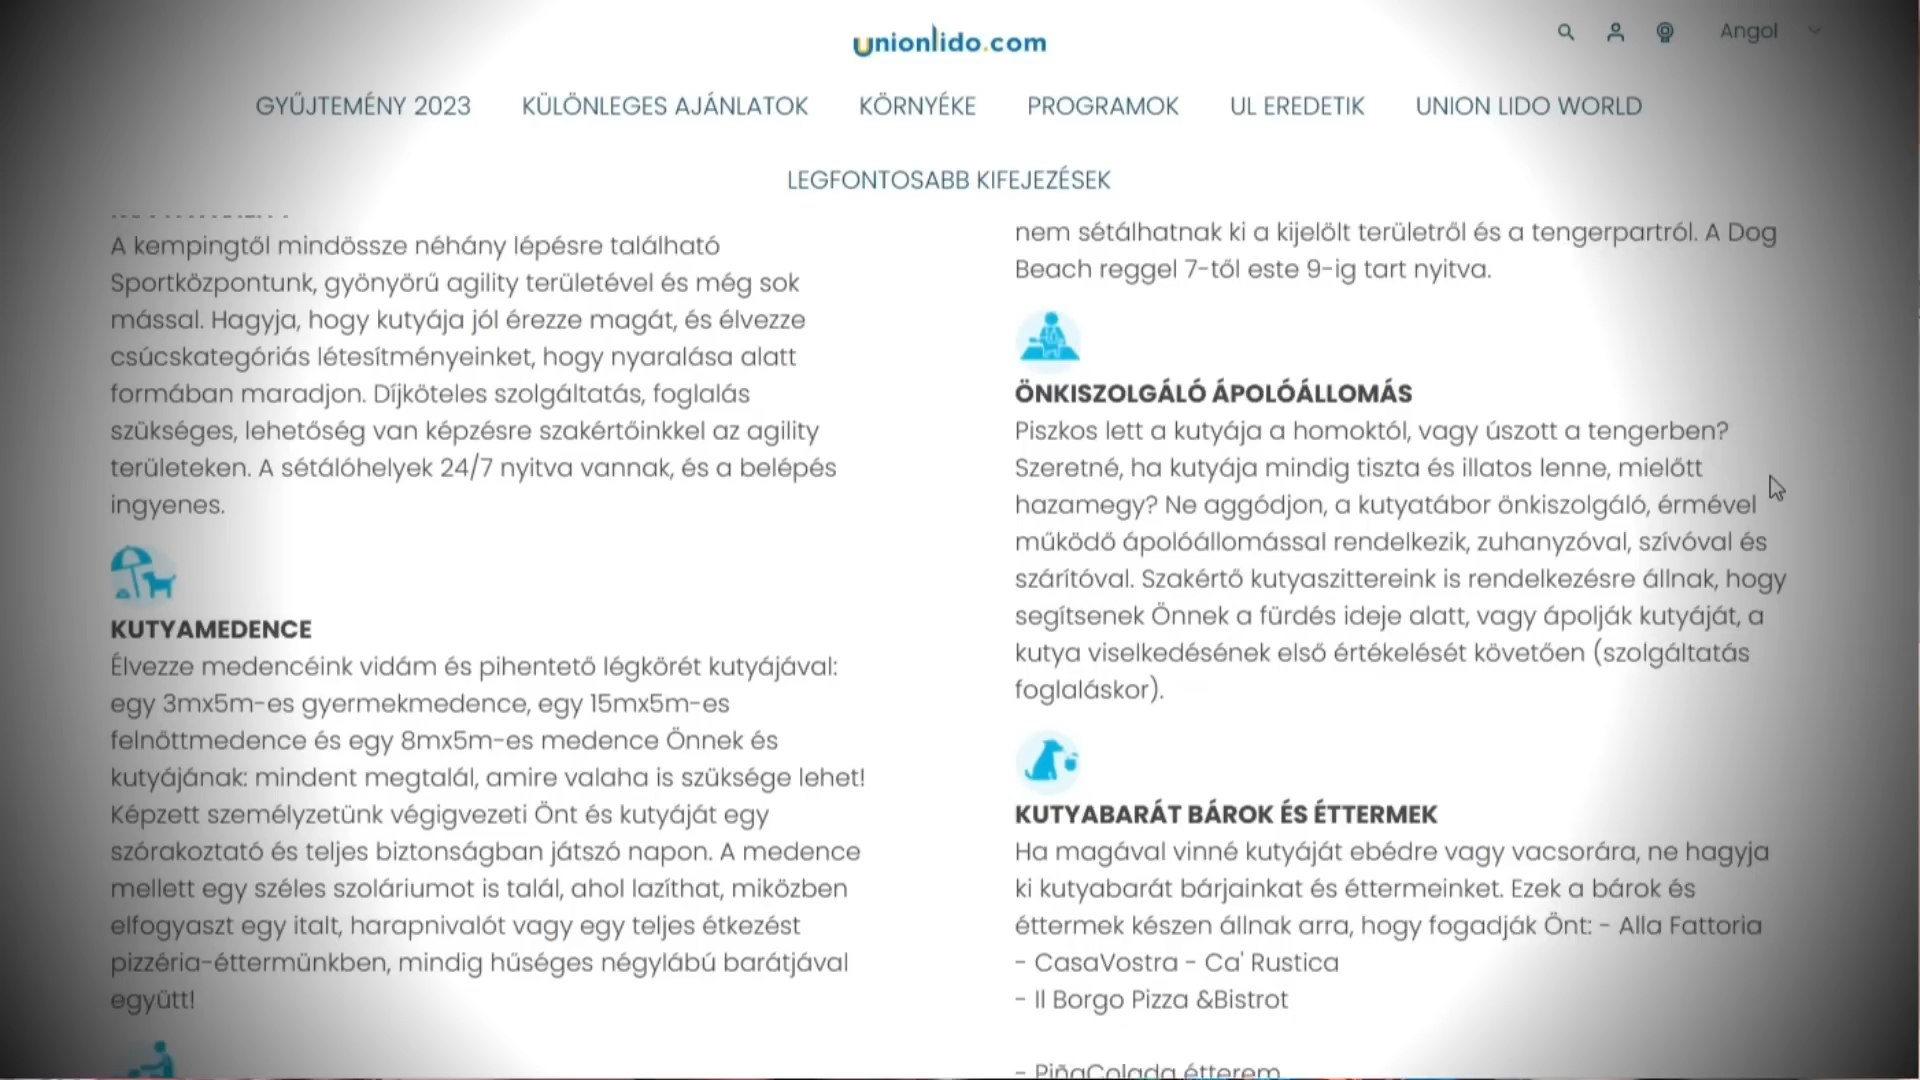 unionlido.com
Angol
GYŰJTEMÉNY 2023
KÜLÖNLEGES AJÁNLATOK
KÖRNYÉKE
PROGRAMOK
UL EREDETIK
UNION LIDO WORLD
LEGFONTOSABB KIFEJEZÉSEK
A kempingtől mindössze néhány lépésre található
Sportközpontunk, gyönyörű agility területével és még sok
mással. Hagyja, hogy kutyája jól érezze magát, és élvezze
csúcskategóriás létesítményeinket, hogy nyaralása alatt
formában maradjon. Díjköteles szolgáltatás, foglalás
szükséges, lehetőség van képzésre szakértőinkkel az agility
területeken. A sétálóhelyek 24/7 nyitva vannak, és a belépés
ingyenes.
KUTYAMEDENCE
Élvezze medencéink vidám és pihentető légkörét kutyájával:
egy 3mx5m-es gyermekmedence, egy 15mx5m-es
felnőttmedence és egy 8mx5m-es medence Önnek és
kutyájának: mindent megtalál, amire valaha is szüksége lehet!
Képzett személyzetünk végigvezeti Önt és kutyáját egy
szórakoztató és teljes biztonságban játszó napon. A medence
mellett egy széles szoláriumot is talál, ahol lazíthat, miközben
elfogyaszt egy italt, harapnivalót vagy egy teljes étkezést
pizzéria-éttermünkben, mindig hűséges négylábú barátjával
együtt!
nem sétálhatnak ki a kijelölt területről és a tengerpartról. A Dog
Beach reggel 7-től este 9-ig tart nyitva.
ÖNKISZOLGÁLÓ ÁPOLÓÁLLOMÁS
Piszkos lett a kutyája a homoktól, vagy úszott a tengerben?
Szeretné, ha kutyája mindig tiszta és illatos lenne, mielőtt
hazamegy? Ne aggódjon, a kutyatábor önkiszolgáló, érmével
működő ápolóállomással rendelkezik, zuhanyzóval, szívóval és
szárítóval. Szakértő kutyaszittereink is rendelkezésre állnak, hogy
segítsenek Önnek a fürdés ideje alatt, vagy ápolják kutyáját, a
kutya viselkedésének első értékelését követően (szolgáltatás
foglaláskor).
KUTYABARÁT BÁROK ÉS ÉTTERMEK
Ha magával vinné kutyáját ebédre vagy vacsorára, ne hagyja
ki kutyabarát bárjainkat és éttermeinket. Ezek a bárok és
éttermek készen állnak arra, hogy fogadják Önt: - Alla Fattoria
- CasaVostra - Ca' Rustica
- Il Borgo Pizza &Bistrot
- PiñaColada étterem